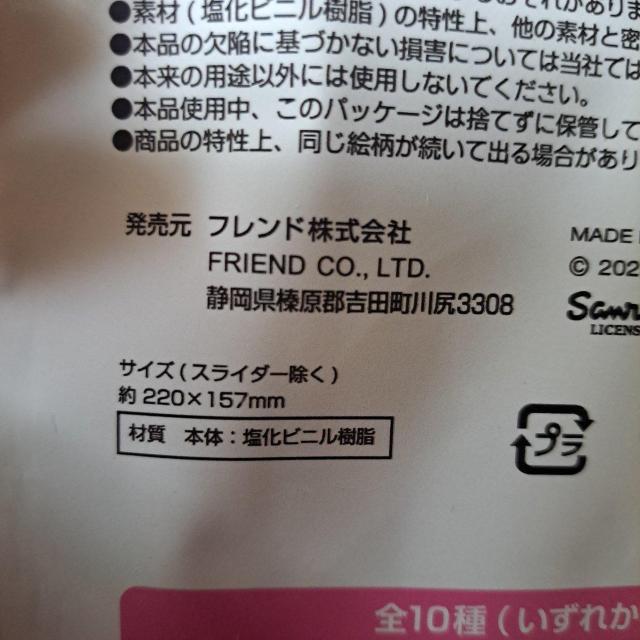 ●素材(塩化ビニル樹脂)の特性上、他の素材と密
●本品の欠陥に基づかない損害については当社では
●本来の用途以外には使用しないでください。
●本品使用中、このパッケージは捨てずに保管して
●商品の特性上、同じ絵柄が続いて出る場合があり
発売元 フレンド株式会社
FRIEND CO., LTD.
静岡県榛原郡吉田町川尻3308
MADE
© 202
Sanr
LICENS
サイズ(スライダー除く)
約220×157mm
材質 本体：塩化ビニル樹脂
プラ
全10種(いずれか